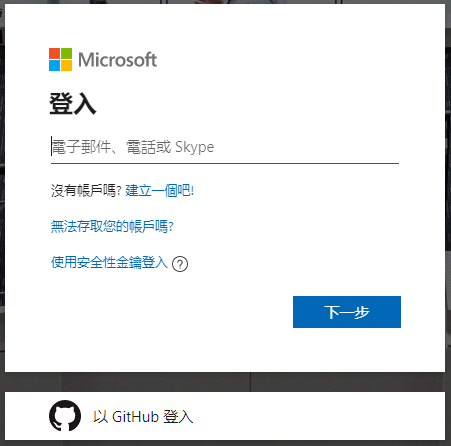 Microsoft
登入
電子郵件、電話或 Skype
沒有帳戶嗎? 建立一個吧!
無法存取您的帳戶嗎?
使用安全性金鑰登入 ?
下一步
以 GitHub 登入